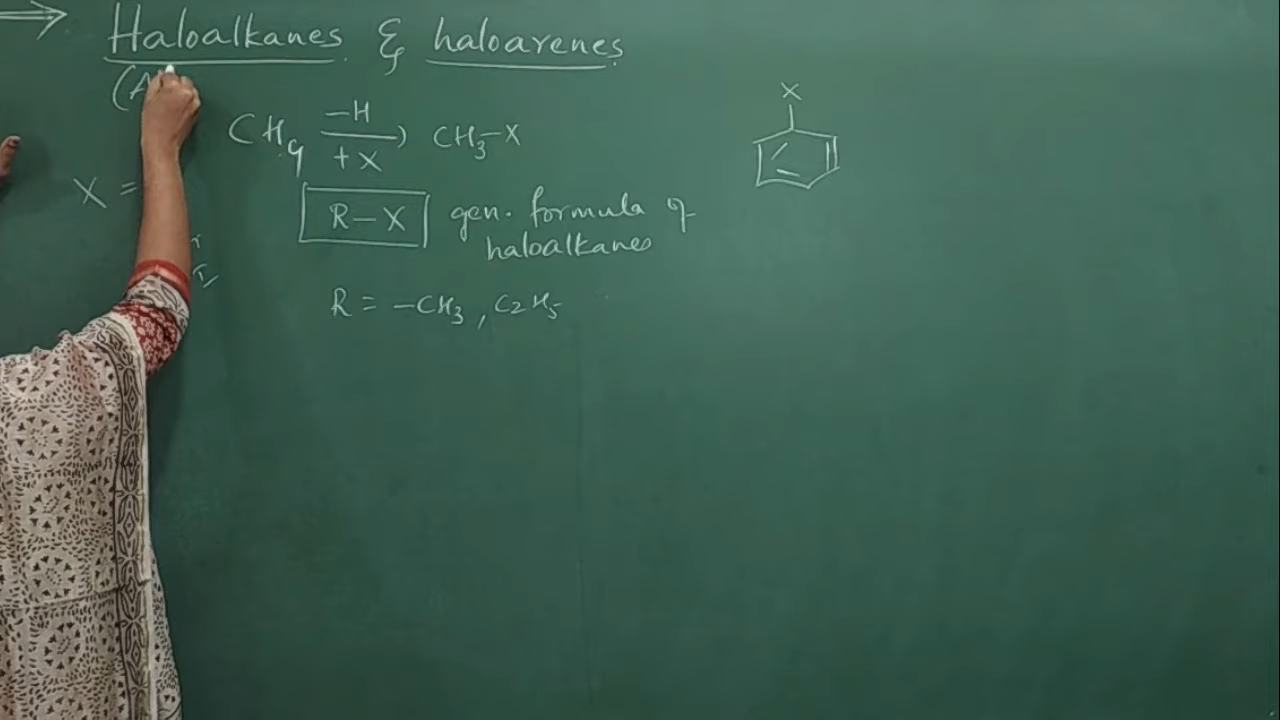 ⟹ Haloalkanes & haloarenes
(A
CH4 —H / +X → CH3—X
X =
R—X gen. formula of
haloalkanes
R = —CH3, C2H5
X